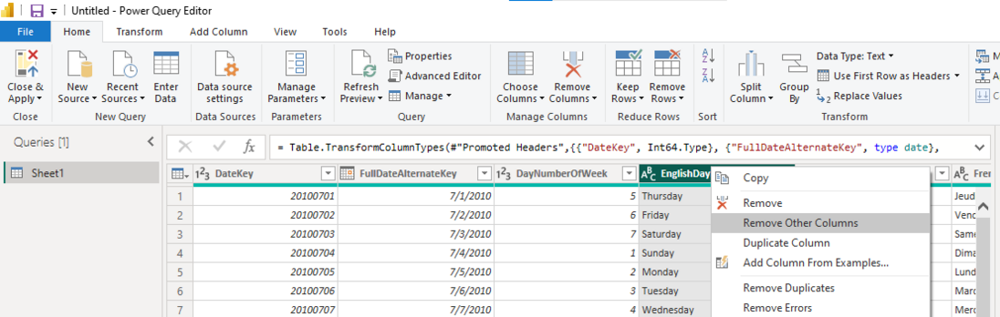 Untitled - Power Query Editor
File Home Transform Add Column View Tools Help
Close & Apply
New Source
Recent Sources
Enter Data
Data source settings
Manage Parameters
Refresh Preview
Properties
Advanced Editor
Manage
Choose Columns
Remove Columns
Keep Rows
Remove Rows
Split Column
Group By
Data Type: Text
Use First Row as Headers
Replace Values
Close New Query Data Sources Parameters Query Manage Columns Reduce Rows Sort Transform
Queries [1]
Sheet1
= Table.TransformColumnTypes(#"Promoted Headers",{{"DateKey", Int64.Type}, {"FullDateAlternateKey", type date},
DateKey FullDateAlternateKey DayNumberOfWeek EnglishDay Fren
1 20100701 7/1/2010 5 Thursday Jeud
2 20100702 7/2/2010 6 Friday Vend
3 20100703 7/3/2010 7 Saturday Same
4 20100704 7/4/2010 1 Sunday Dima
5 20100705 7/5/2010 2 Monday Lund
6 20100706 7/6/2010 3 Tuesday Marc
7 20100707 7/7/2010 4 Wednesday Merc
Copy
Remove
Remove Other Columns
Duplicate Column
Add Column From Examples...
Remove Duplicates
Remove Errors